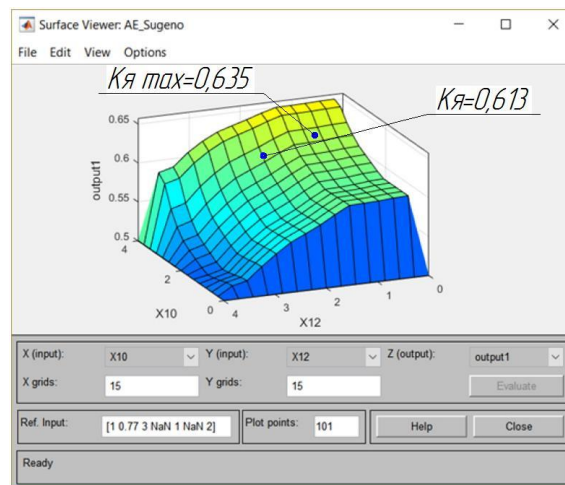 Surface Viewer: AE_Sugeno
File Edit View Options
Kя max=0,635
Kя=0,613
0.65
0.6
0.55
0.5
output1
4
2
0
X10
4
3
2
1
0
X12
X (input): X10 Y (input): X12 Z (output): output1
X grids: 15 Y grids: 15 Evaluate
Ref. Input: [1 0.77 3 NaN 1 NaN 2] Plot points: 101 Help Close
Ready